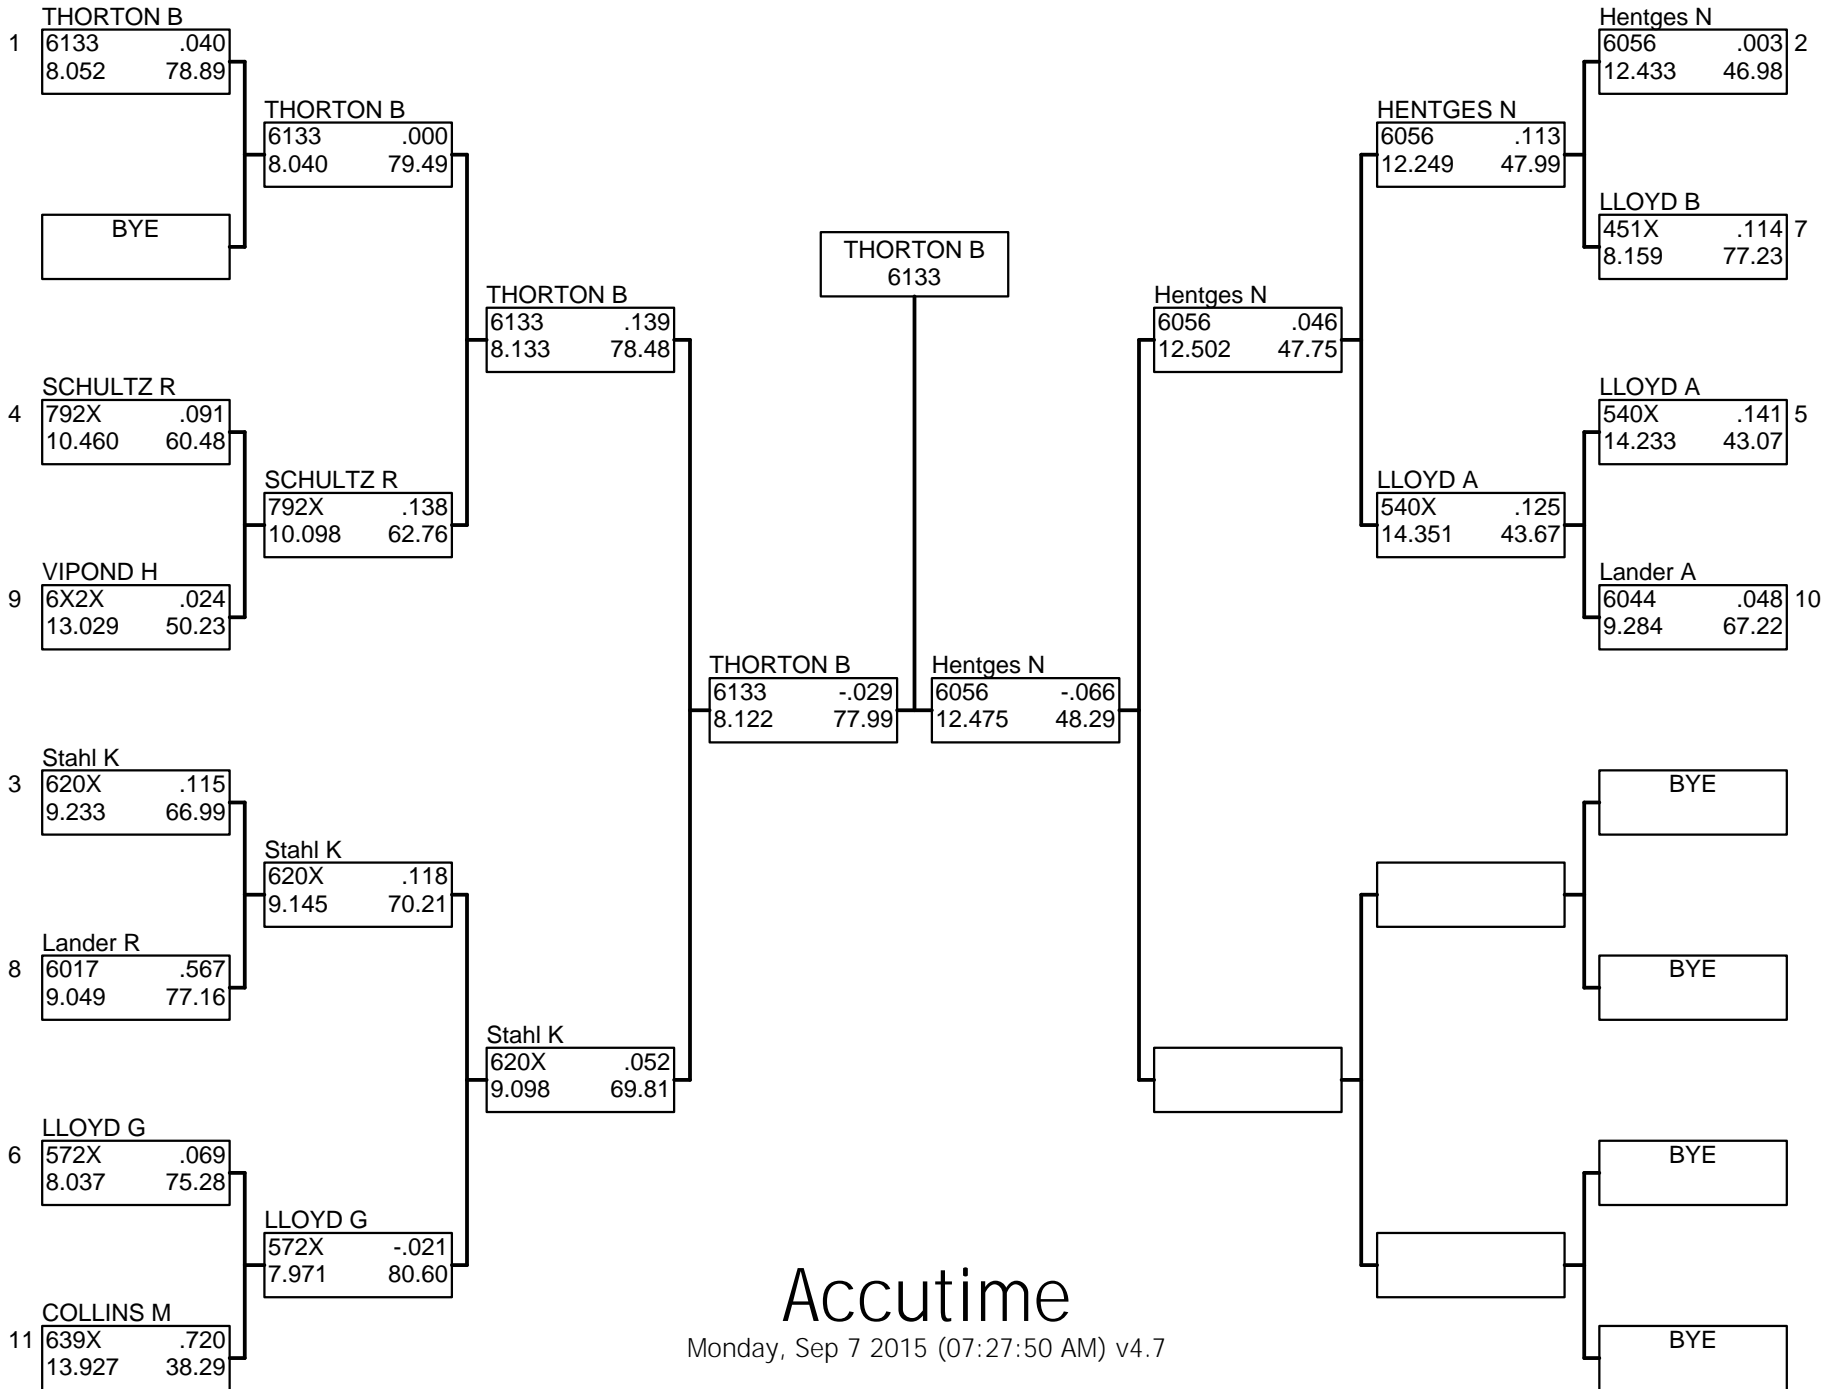 THORTON B
1 6133 .040
8.052 78.89
BYE
SCHULTZ R
4 792X .091
10.460 60.48
VIPOND H
9 6X2X .024
13.029 50.23
Stahl K
3 620X .115
9.233 66.99
Lander R
8 6017 .567
9.049 77.16
LLOYD G
6 572X .069
8.037 75.28
COLLINS M
11 639X .720
13.927 38.29
THORTON B
6133 .000
8.040 79.49
SCHULTZ R
792X .138
10.098 62.76
Stahl K
620X .118
9.145 70.21
LLOYD G
572X -.021
7.971 80.60
THORTON B
6133 .139
8.133 78.48
Stahl K
620X .052
9.098 69.81
THORTON B
6133 -.029
8.122 77.99
THORTON B
6133
Hentges N
6056 -.066
12.475 48.29
Hentges N
6056 .046
12.502 47.75
HENTGES N
6056 .113
12.249 47.99
LLOYD A
540X .125
14.351 43.67
Hentges N
6056 .003 2
12.433 46.98
LLOYD B
451X .114 7
8.159 77.23
LLOYD A
540X .141 5
14.233 43.07
Lander A
6044 .048 10
9.284 67.22
BYE
BYE
BYE
BYE
Accutime
Monday, Sep 7 2015 (07:27:50 AM) v4.7